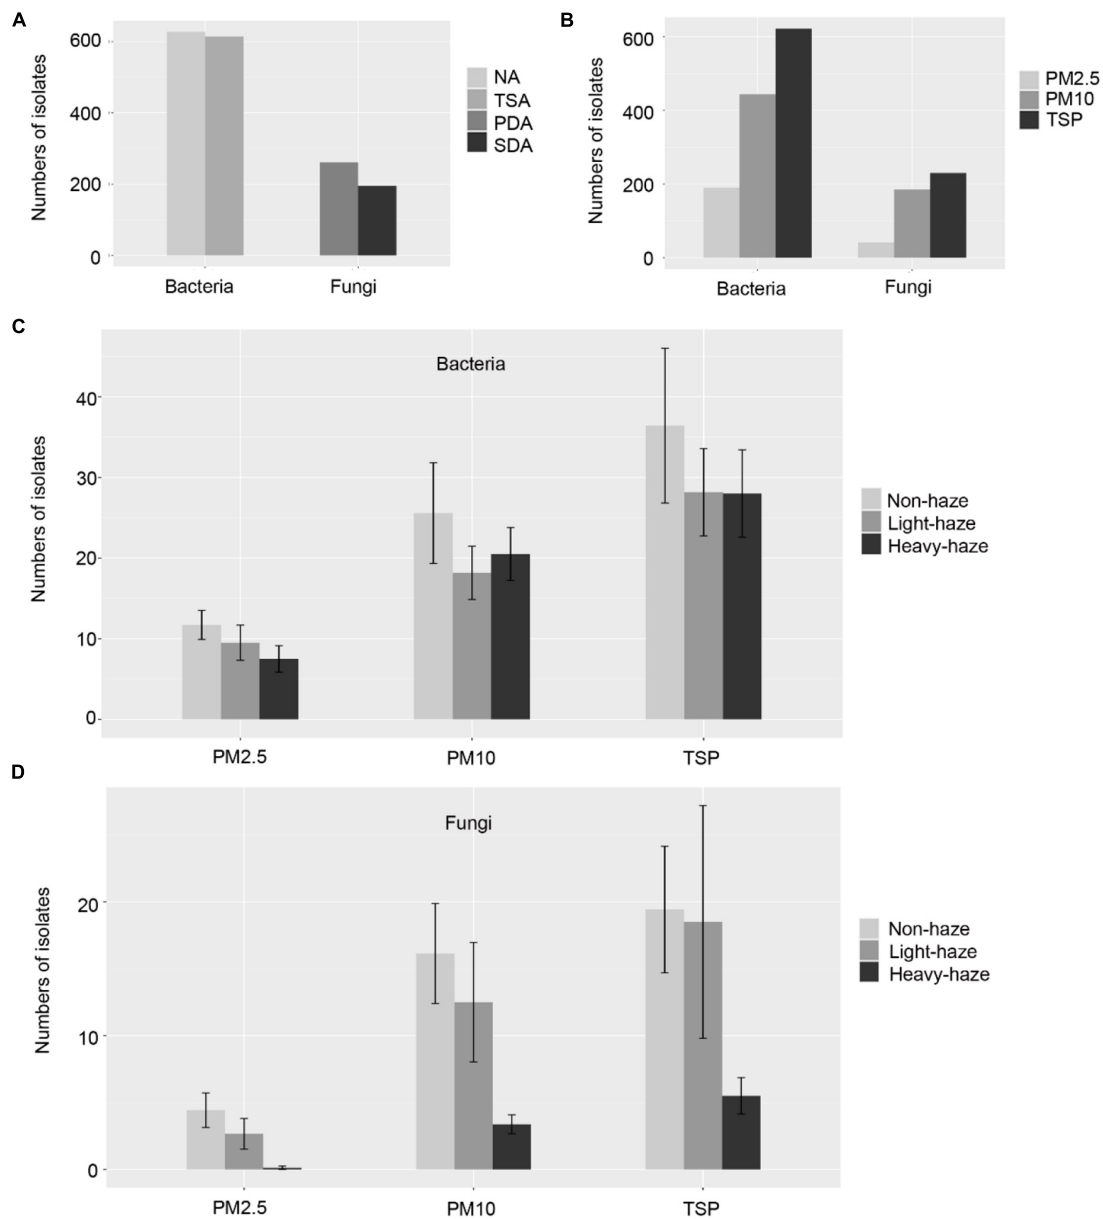 A
Numbers of isolates
600
400
200
0
Bacteria
Fungi
NA
TSA
PDA
SDA
B
Numbers of isolates
600
400
200
0
Bacteria
Fungi
PM2.5
PM10
TSP
C
Bacteria
Numbers of isolates
40
30
20
10
0
PM2.5
PM10
TSP
Non-haze
Light-haze
Heavy-haze
D
Fungi
Numbers of isolates
20
10
0
PM2.5
PM10
TSP
Non-haze
Light-haze
Heavy-haze